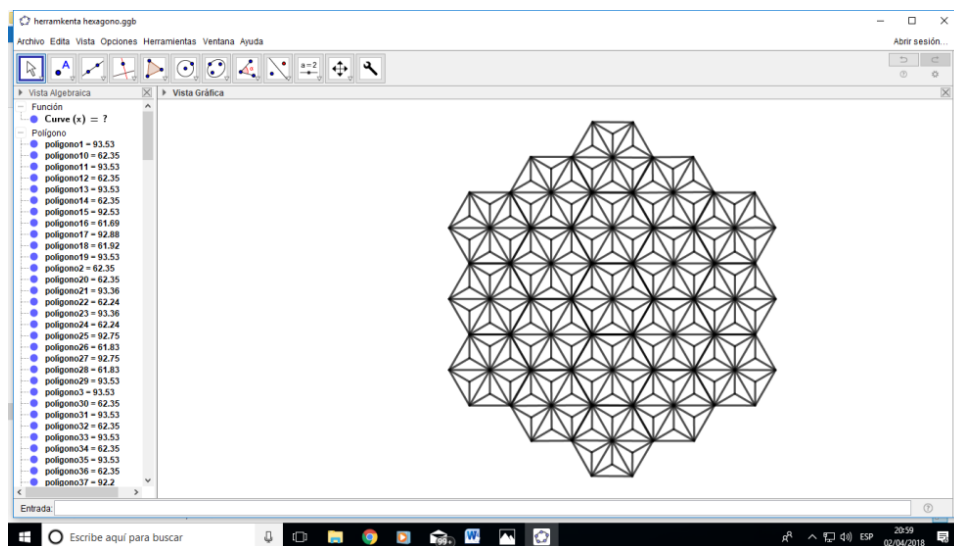 herramkenta hexagono.ggb
Archivo Edita Vista Opciones Herramientas Ventana Ayuda
Abrir sesión...
A
a=2
Vista Algebraica
Vista Gráfica
Función
Curve (x) = ?
Polígono
poligono1 = 93.53
poligono10 = 62.35
poligono11 = 93.53
poligono12 = 62.35
poligono13 = 93.53
poligono14 = 62.35
poligono15 = 92.53
poligono16 = 61.69
poligono17 = 92.88
poligono18 = 61.92
poligono19 = 93.53
poligono2 = 62.35
poligono20 = 62.35
poligono21 = 93.36
poligono22 = 62.24
poligono23 = 93.36
poligono24 = 62.24
poligono25 = 92.75
poligono26 = 61.83
poligono27 = 92.75
poligono28 = 61.83
poligono29 = 93.53
poligono3 = 93.53
poligono30 = 62.35
poligono31 = 93.53
poligono32 = 62.35
poligono33 = 93.53
poligono34 = 62.35
poligono35 = 93.53
poligono36 = 62.35
poligono37 = 92.2
Entrada:
Escribe aquí para buscar
99+
W
ESP
20:59
02/04/2018